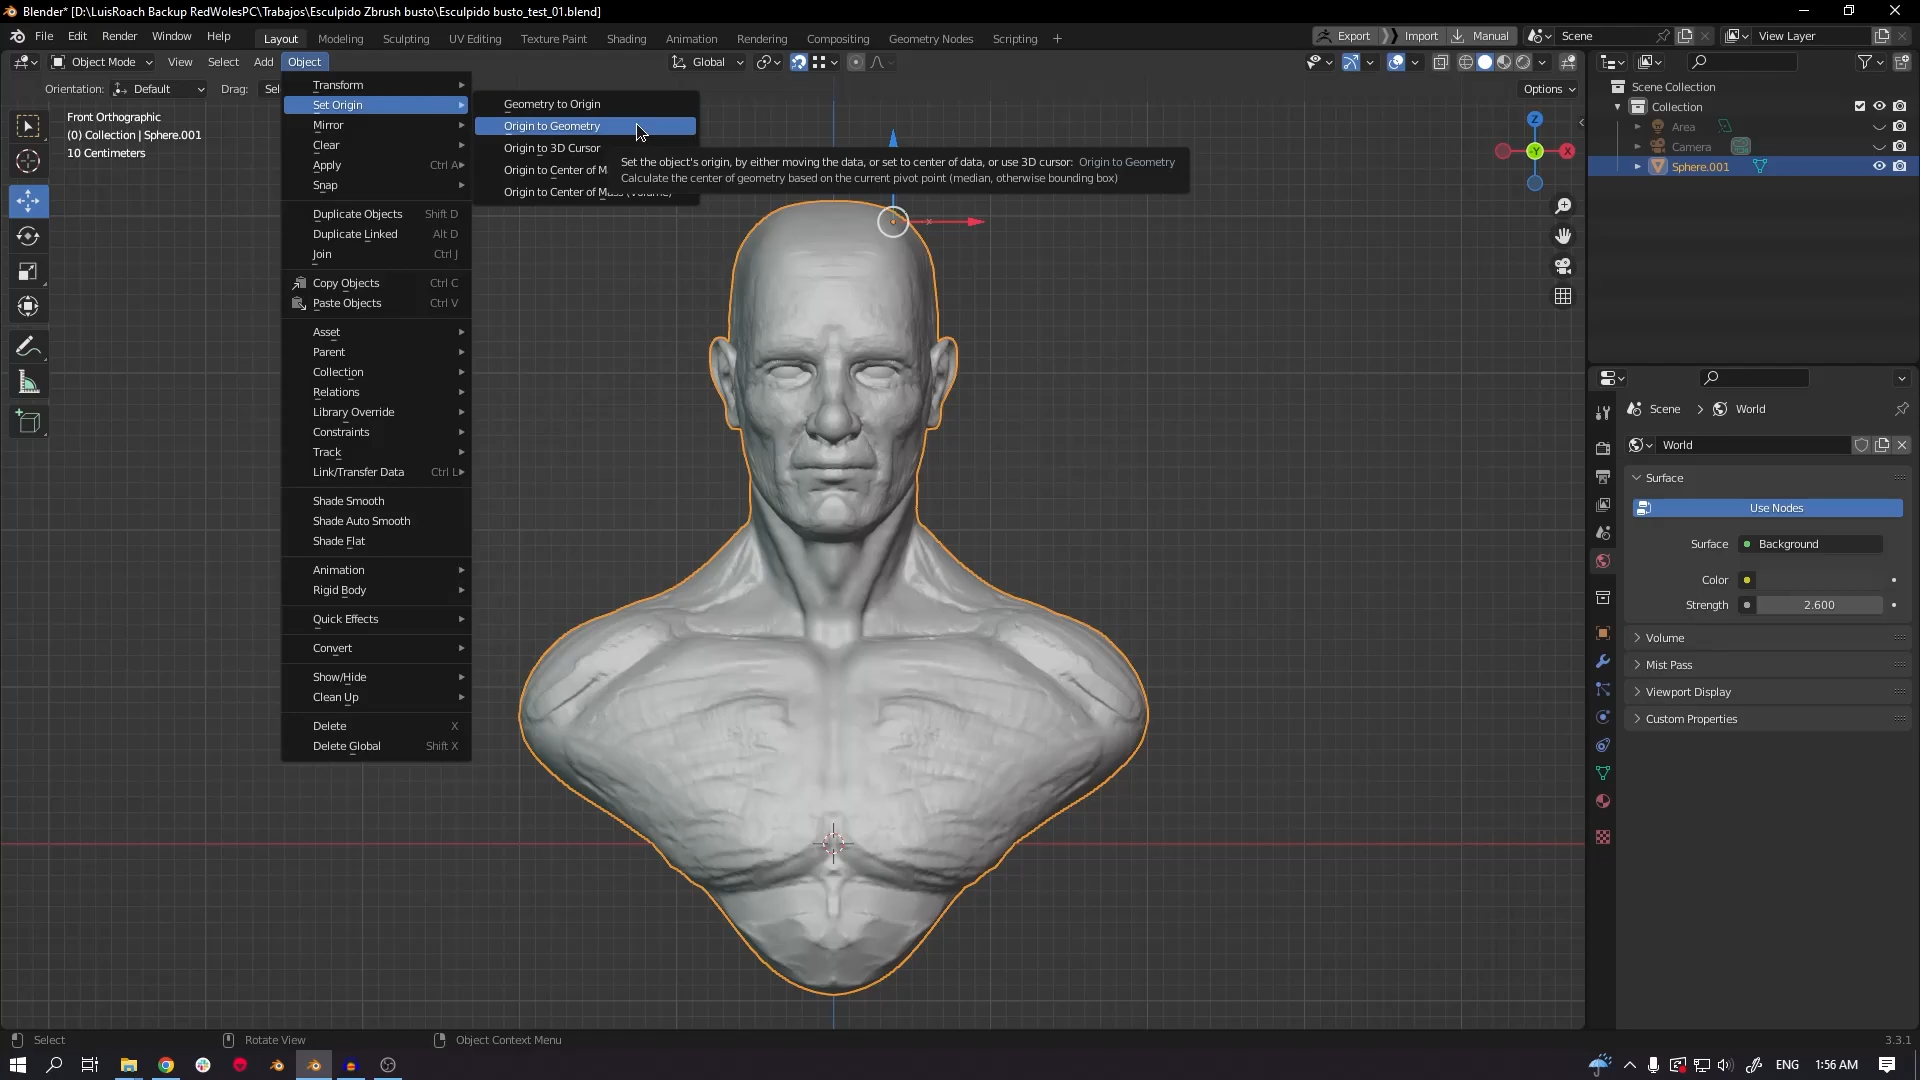 Blender* [D:\LuisRoach Backup RedWolesPC\Trabajos\Esculpido Zbrush busto\Esculpido busto_test_01.blend]
File Edit Render Window Help Layout Modeling Sculpting UV Editing Texture Paint Shading Animation Rendering Compositing Geometry Nodes Scripting + Export Import Manual Scene View Layer
Object Mode View Select Add Object Global
Orientation: Default Drag: Sel Options
Front Orthographic
(0) Collection | Sphere.001
10 Centimeters
Transform
Set Origin
Mirror
Clear
Apply Ctrl A
Snap
Duplicate Objects Shift D
Duplicate Linked Alt D
Join Ctrl J
Copy Objects Ctrl C
Paste Objects Ctrl V
Asset
Parent
Collection
Relations
Library Override
Constraints
Track
Link/Transfer Data Ctrl L
Shade Smooth
Shade Auto Smooth
Shade Flat
Animation
Rigid Body
Quick Effects
Convert
Show/Hide
Clean Up
Delete X
Delete Global Shift X
Geometry to Origin
Origin to Geometry
Origin to 3D Cursor
Origin to Center of M
Origin to Center of Mass (Volume)
Set the object's origin, by either moving the data, or set to center of data, or use 3D cursor: Origin to Geometry
Calculate the center of geometry based on the current pivot point (median, otherwise bounding box)
Z
-Y
X
Scene Collection
Collection
Area
Camera
Sphere.001
Scene > World
World
Surface
Use Nodes
Surface Background
Color
Strength 2.600
Volume
Mist Pass
Viewport Display
Custom Properties
Select Rotate View Object Context Menu 3.3.1
ENG 1:56 AM